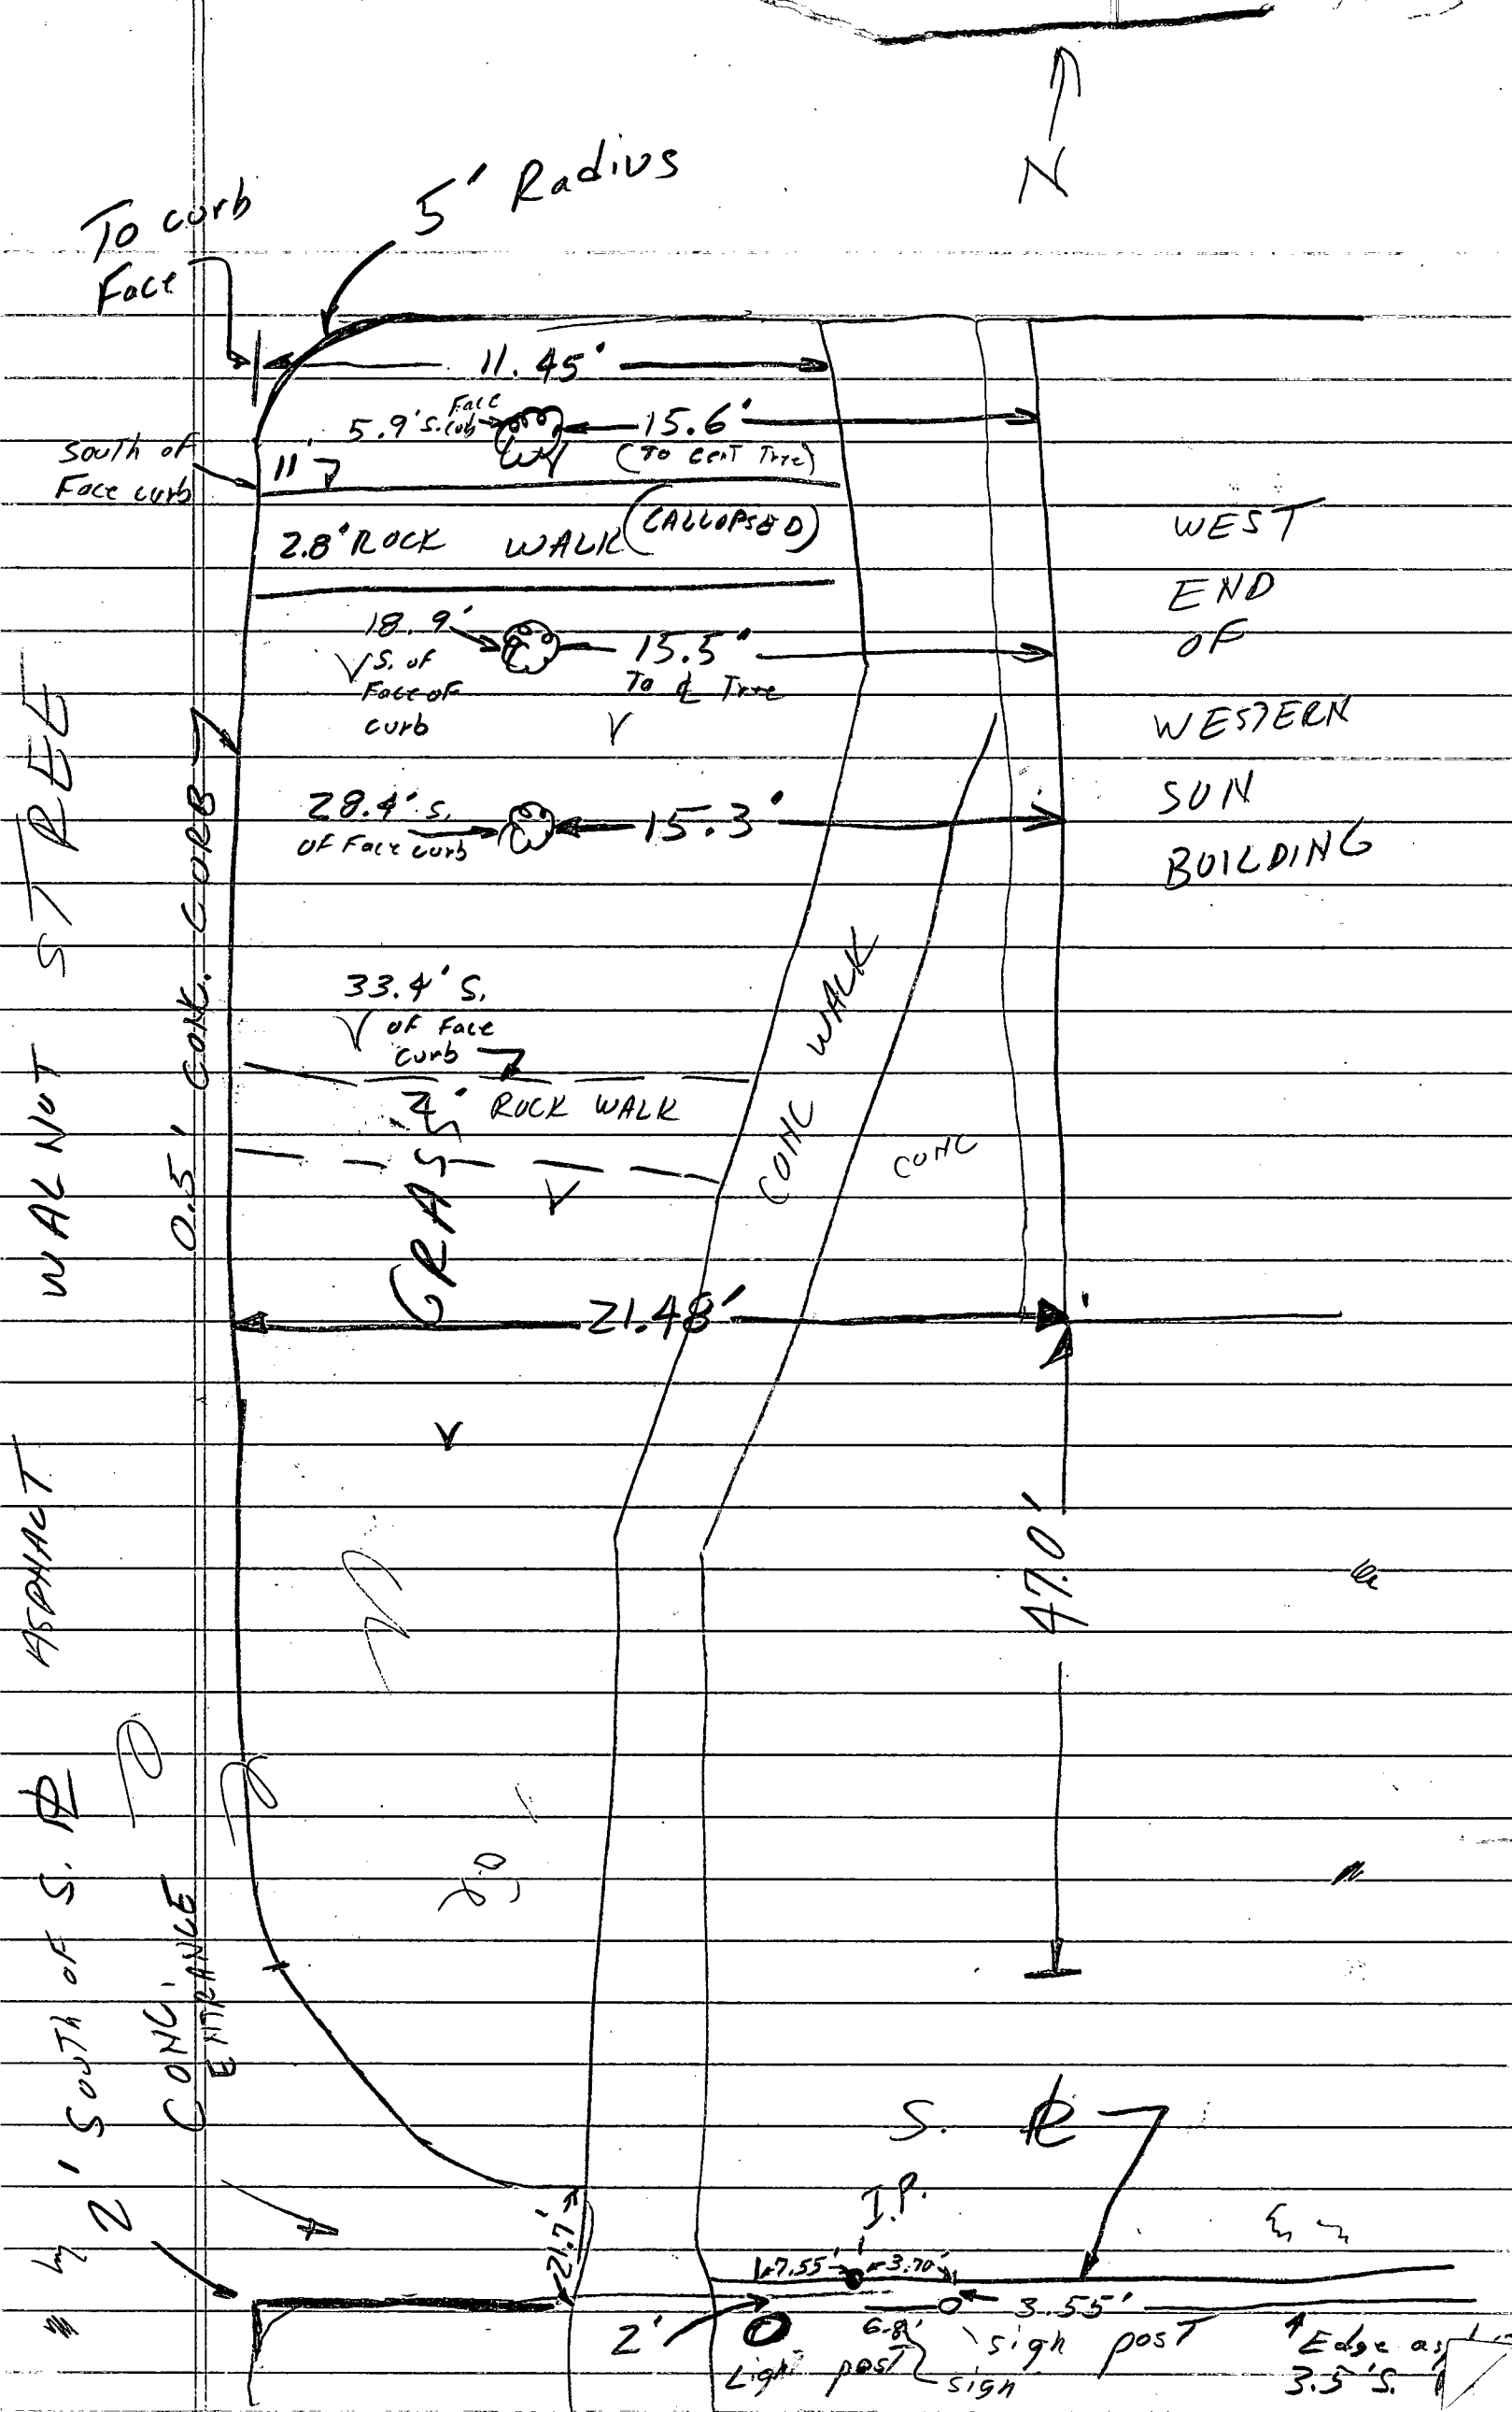 N
5' Radius
To curb
Face
11.45'
5.9' S. Cub
Face
15.6'
(To cent Tree)
South of
Face curb
11'
2.8' ROCK WALK (CALLOPSED)
WEST
END
OF
WESTERN
SUN
BUILDING
18.9'
S. of
Face of
curb
15.5'
To ℄ Tree
28.4' S.
OF Face curb
15.3'
33.4' S.
of Face
curb
4' ROCK WALK
GRASS
CONC WALK
CONC
WALNUT STREET
0.5' CONC. CURB
21.48'
ASPHALT
47.0'
2' South of S. ⅊
CONC.
ENTRANCE
S. ⅊
I.P.
21.7'
7.55'
3.70'
3.55'
2'
6.8'
Light post
sign
sign post
Edge
3.5' S.